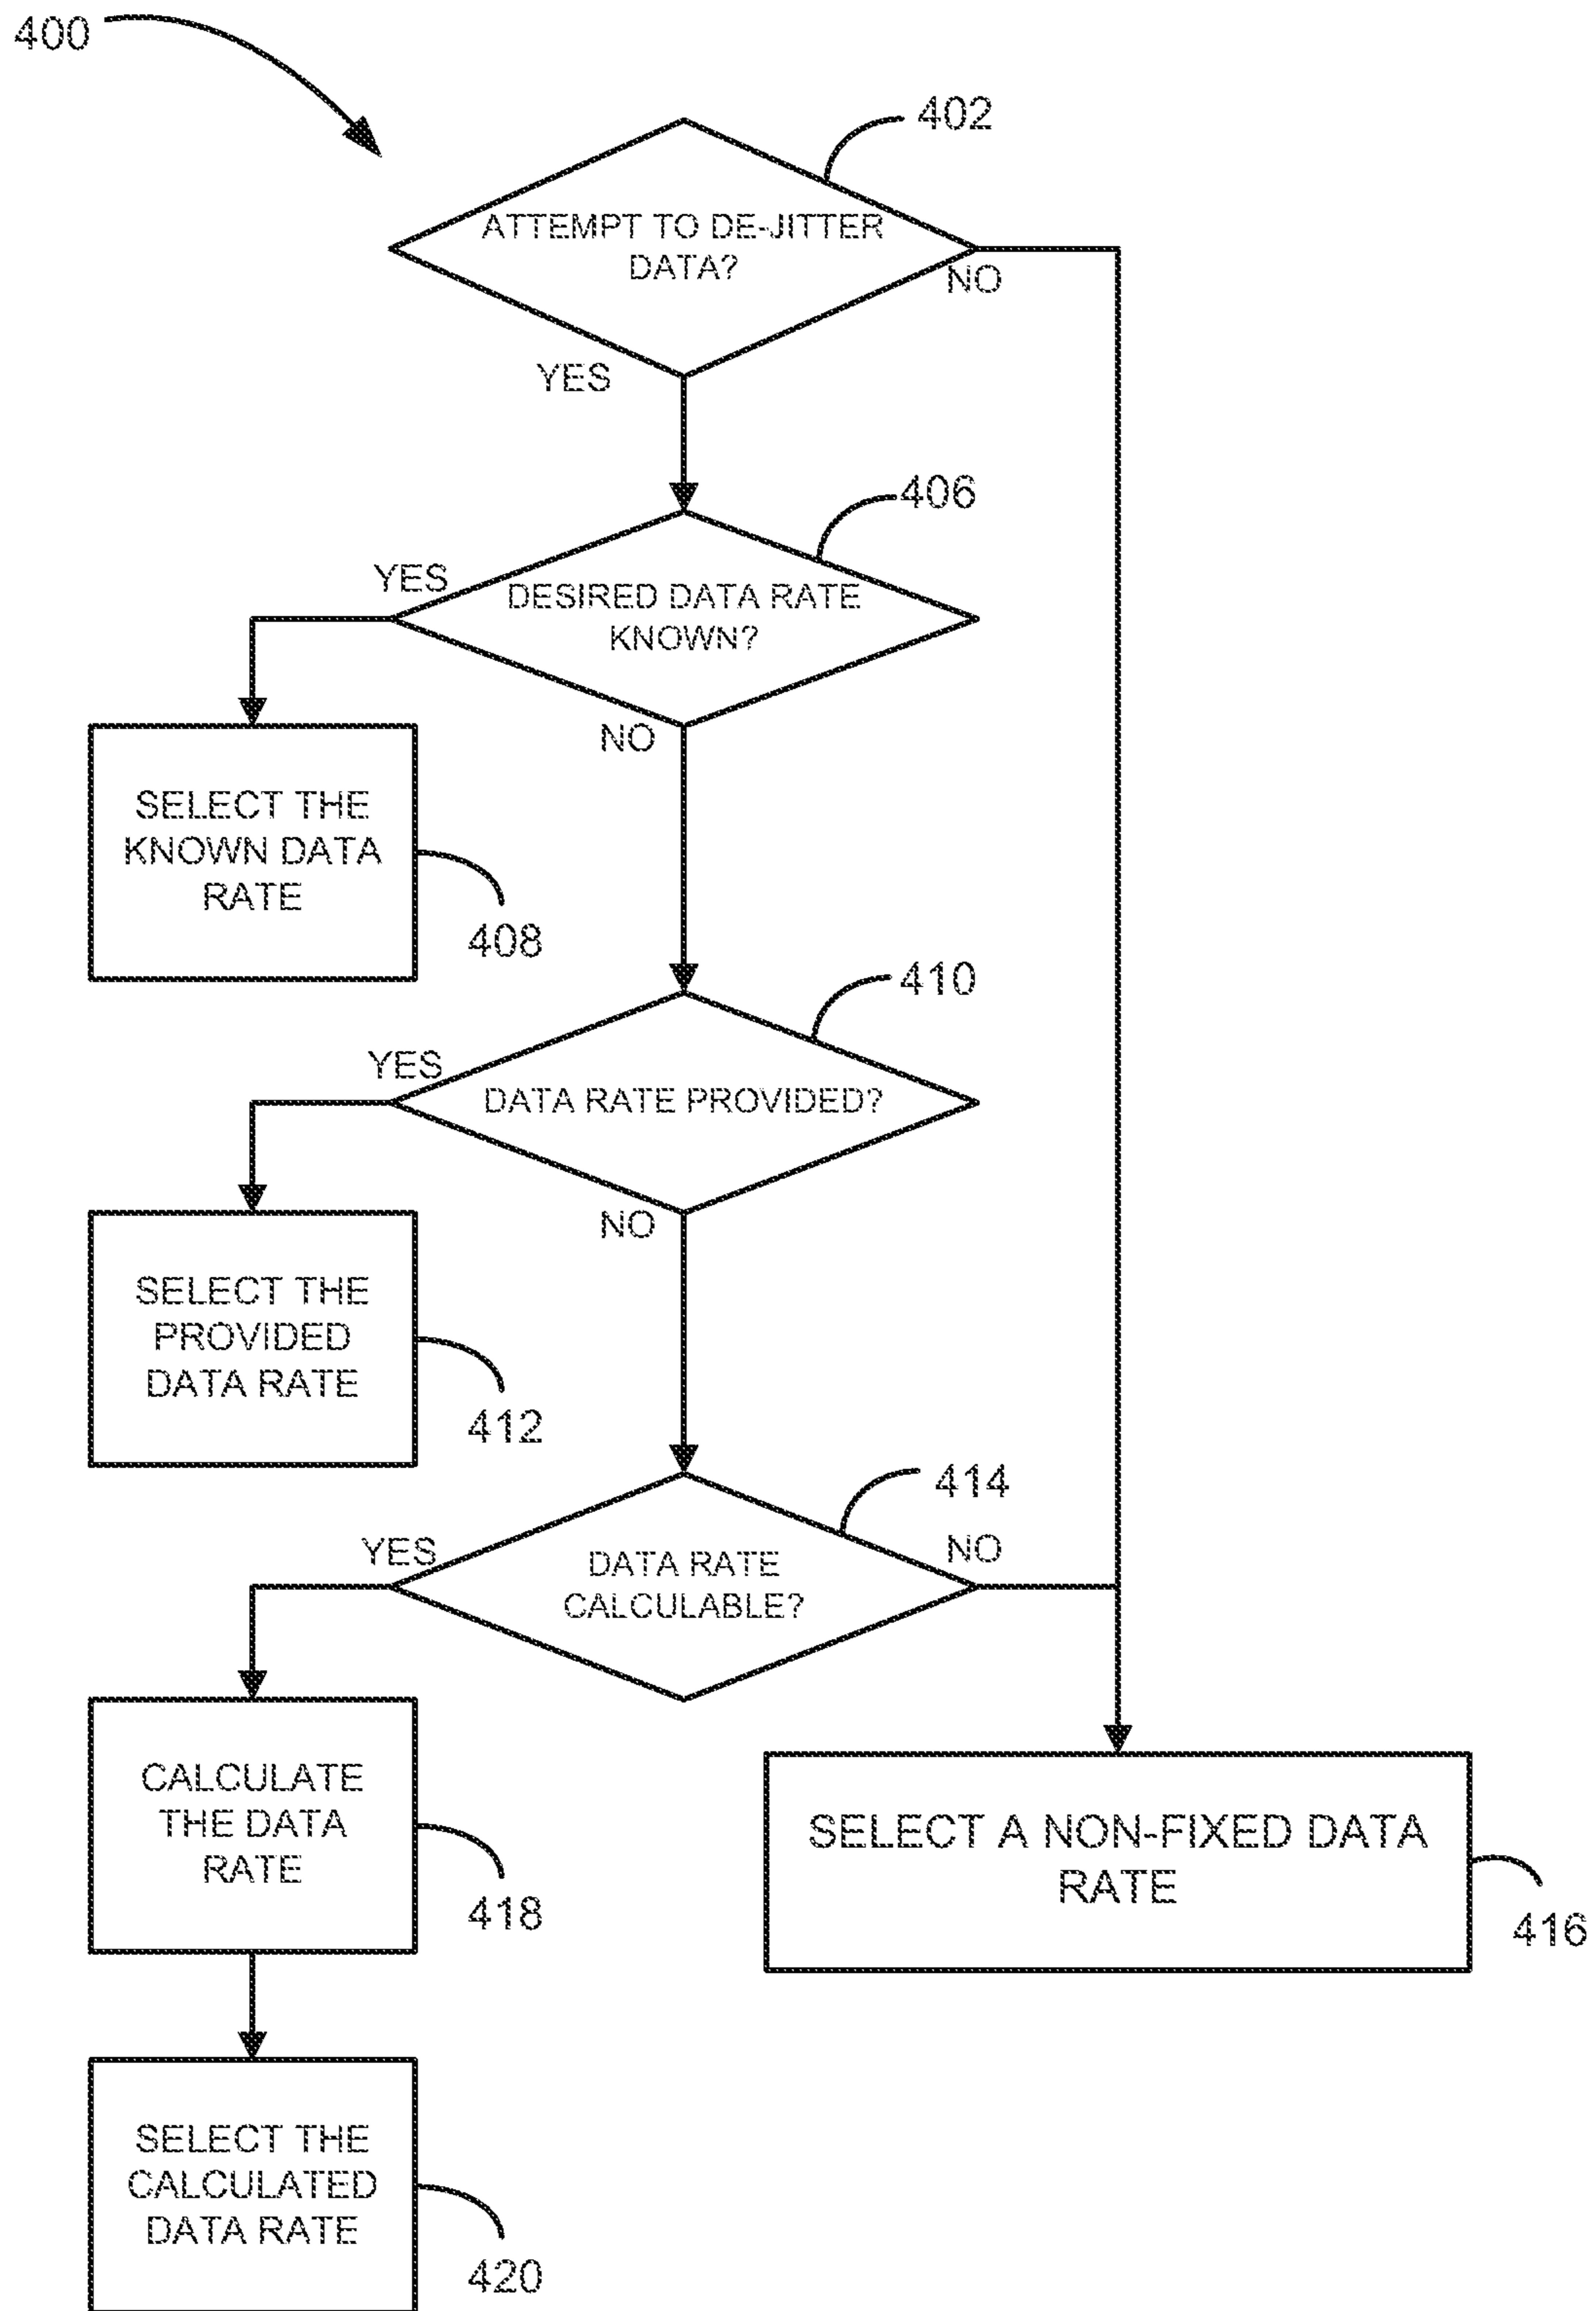 400
402
ATTEMPT TO DE-JITTER
DATA?
NO
YES
406
YES
DESIRED DATA RATE
KNOWN?
NO
SELECT THE
KNOWN DATA
RATE
408
410
YES
DATA RATE PROVIDED?
NO
SELECT THE
PROVIDED
DATA RATE
412
414
YES
NO
DATA RATE
CALCULABLE?
CALCULATE
THE DATA
RATE
418
SELECT A NON-FIXED DATA
RATE
416
SELECT THE
CALCULATED
DATA RATE
420